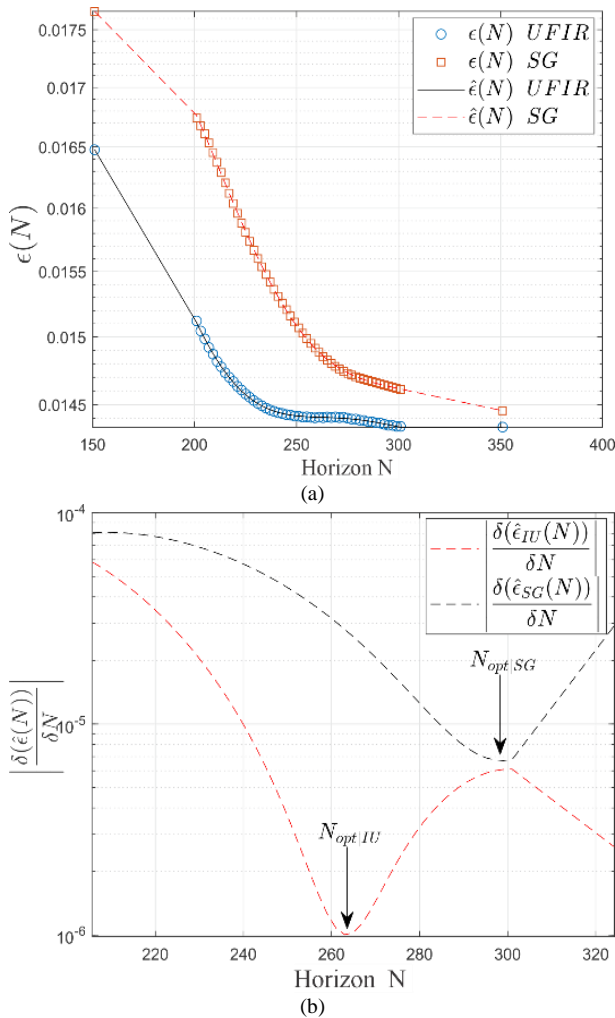 0.0175
0.017
0.0165
0.016
0.0155
0.015
0.0145
ϵ(N)
ϵ(N) UFIR
ϵ(N) SG
ϵ̂(N) UFIR
ϵ̂(N) SG
150 200 250 300 350 400
Horizon N
(a)
10⁻⁴
10⁻⁵
10⁻⁶
|δ(ϵ̂(N))/δN|
|δ(ϵ̂_IU(N))/δN|
|δ(ϵ̂_SG(N))/δN|
N_opt|SG
N_opt|IU
220 240 260 280 300 320
Horizon N
(b)